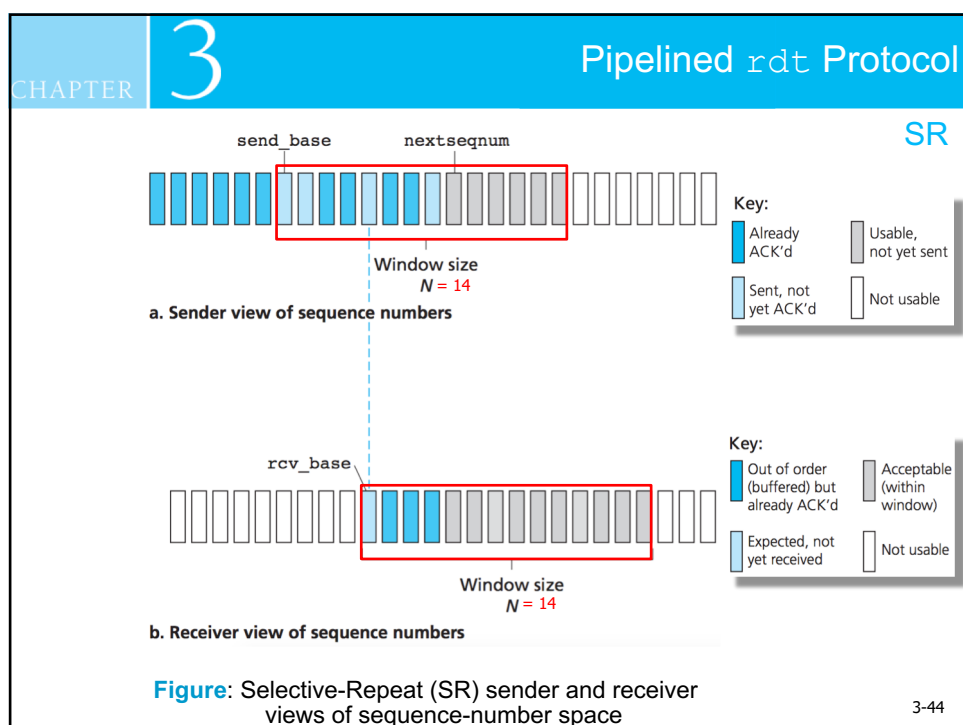 CHAPTER 3
Pipelined rdt Protocol
SR
send_base nextseqnum
Key:
Already
ACK'd
Usable,
not yet sent
Sent, not
yet ACK'd
Not usable
Window size
N = 14
a. Sender view of sequence numbers
rcv_base
Key:
Out of order
(buffered) but
already ACK'd
Acceptable
(within
window)
Expected, not
yet received
Not usable
Window size
N = 14
b. Receiver view of sequence numbers
Figure: Selective-Repeat (SR) sender and receiver
views of sequence-number space
3-44